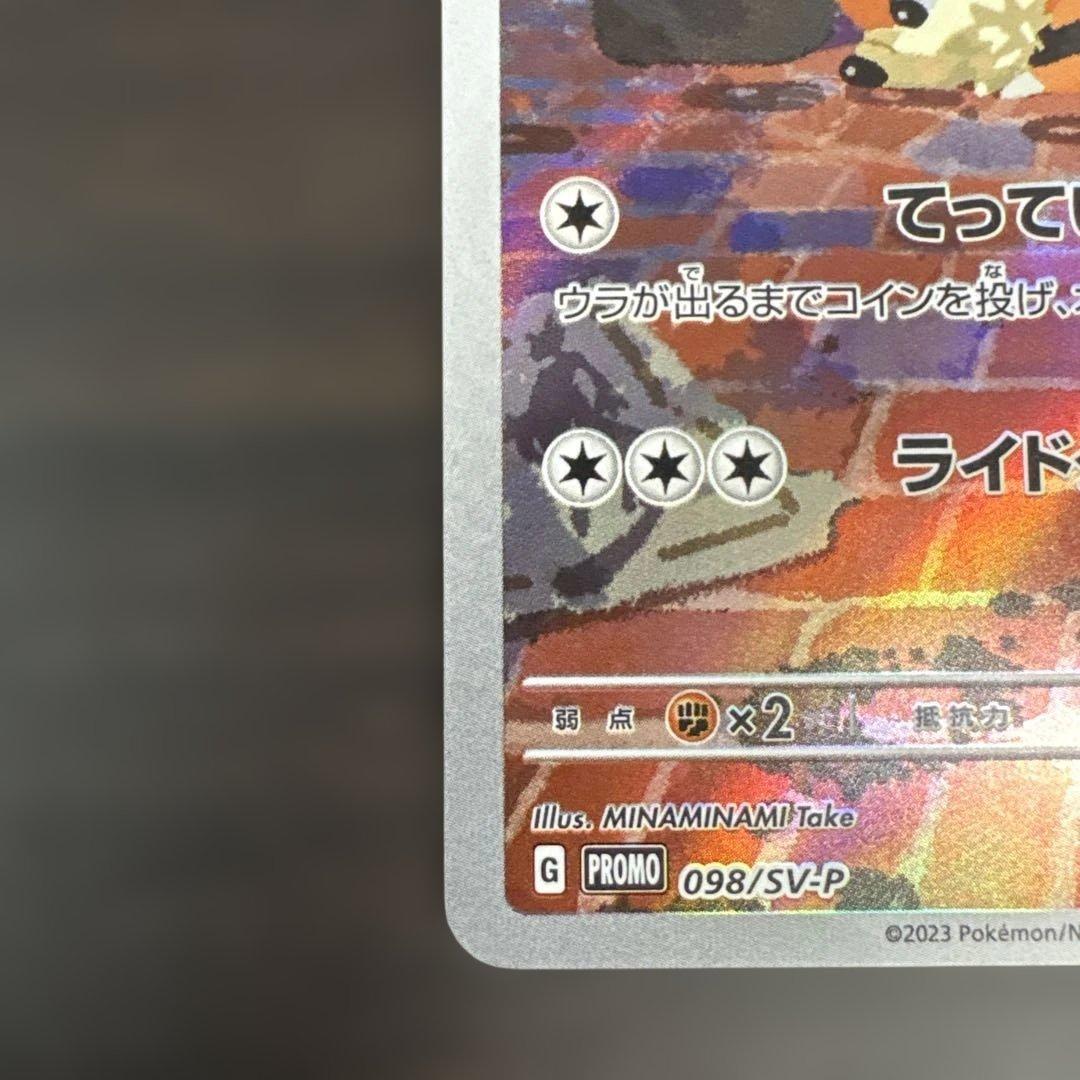 てってい
で な
ウラが出るまでコインを投げ、
ライド
弱点 ×2 抵抗力
Illus. MINAMINAMI Take
G PROMO 098/SV-P
©2023 Pokémon/N